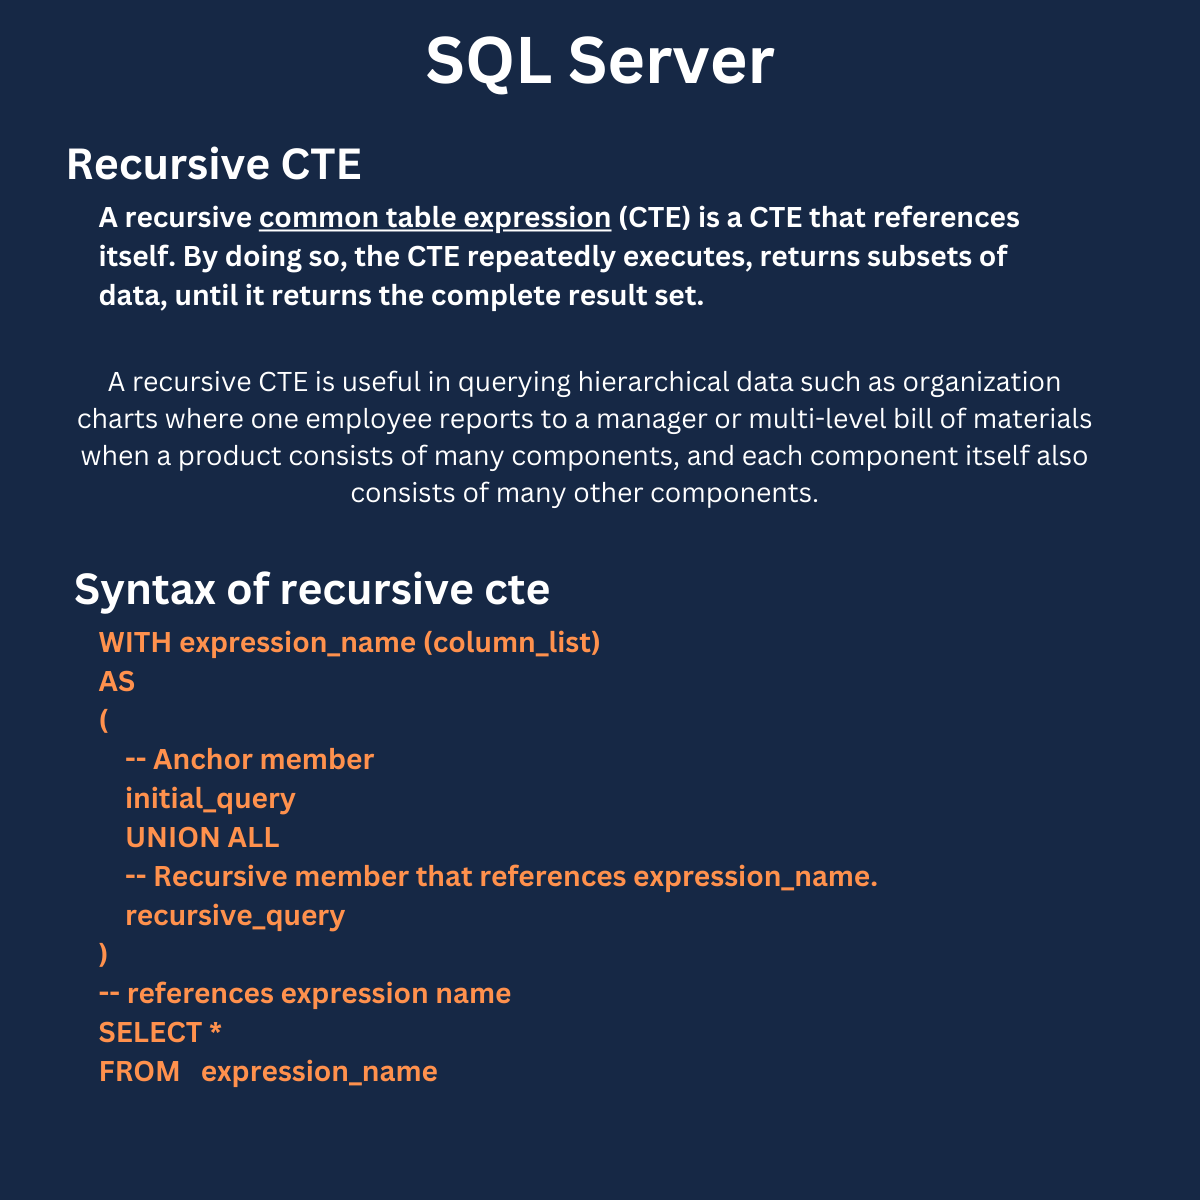 SQL Server
Recursive CTE
A recursive common table expression (CTE) is a CTE that references
itself. By doing so, the CTE repeatedly executes, returns subsets of
data, until it returns the complete result set.
A recursive CTE is useful in querying hierarchical data such as organization
charts where one employee reports to a manager or multi-level bill of materials
when a product consists of many components, and each component itself also
consists of many other components.
Syntax of recursive cte
WITH expression_name (column_list)
AS
(
-- Anchor member
initial_query
UNION ALL
-- Recursive member that references expression_name.
recursive_query
)
-- references expression name
SELECT *
FROM expression_name